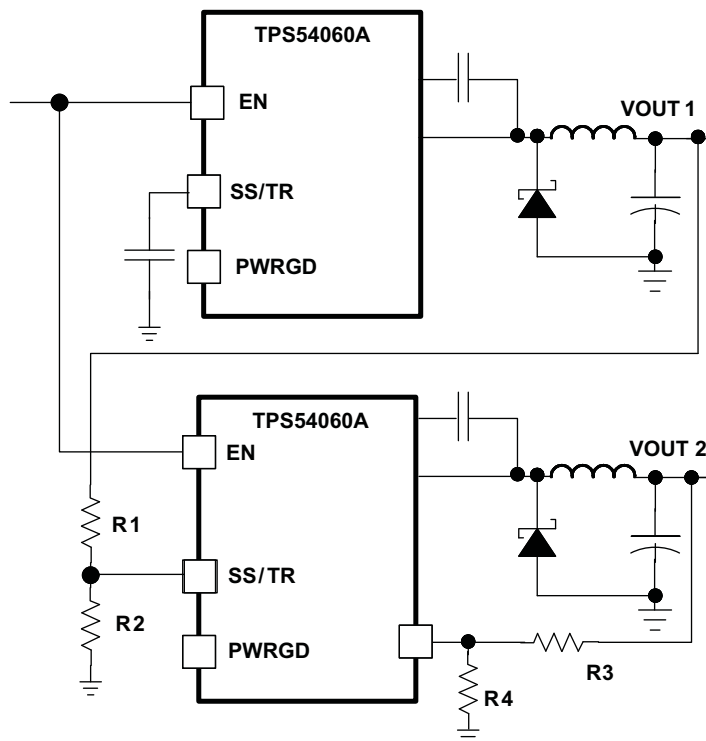 TPS54060A
EN
VOUT 1
SS/TR
PWRGD
TPS54060A
EN
VOUT 2
R1
SS/TR
R2
PWRGD
R3
R4